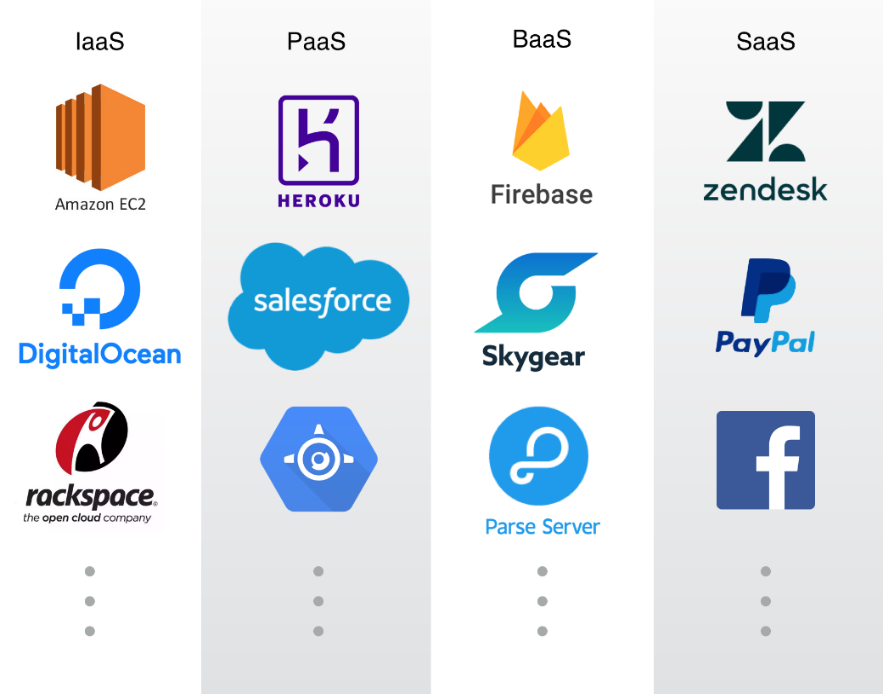 IaaS
PaaS
BaaS
SaaS
Amazon EC2
HEROKU
Firebase
zendesk
DigitalOcean
salesforce
Skygear
PayPal
rackspace®
the open cloud company
Parse Server